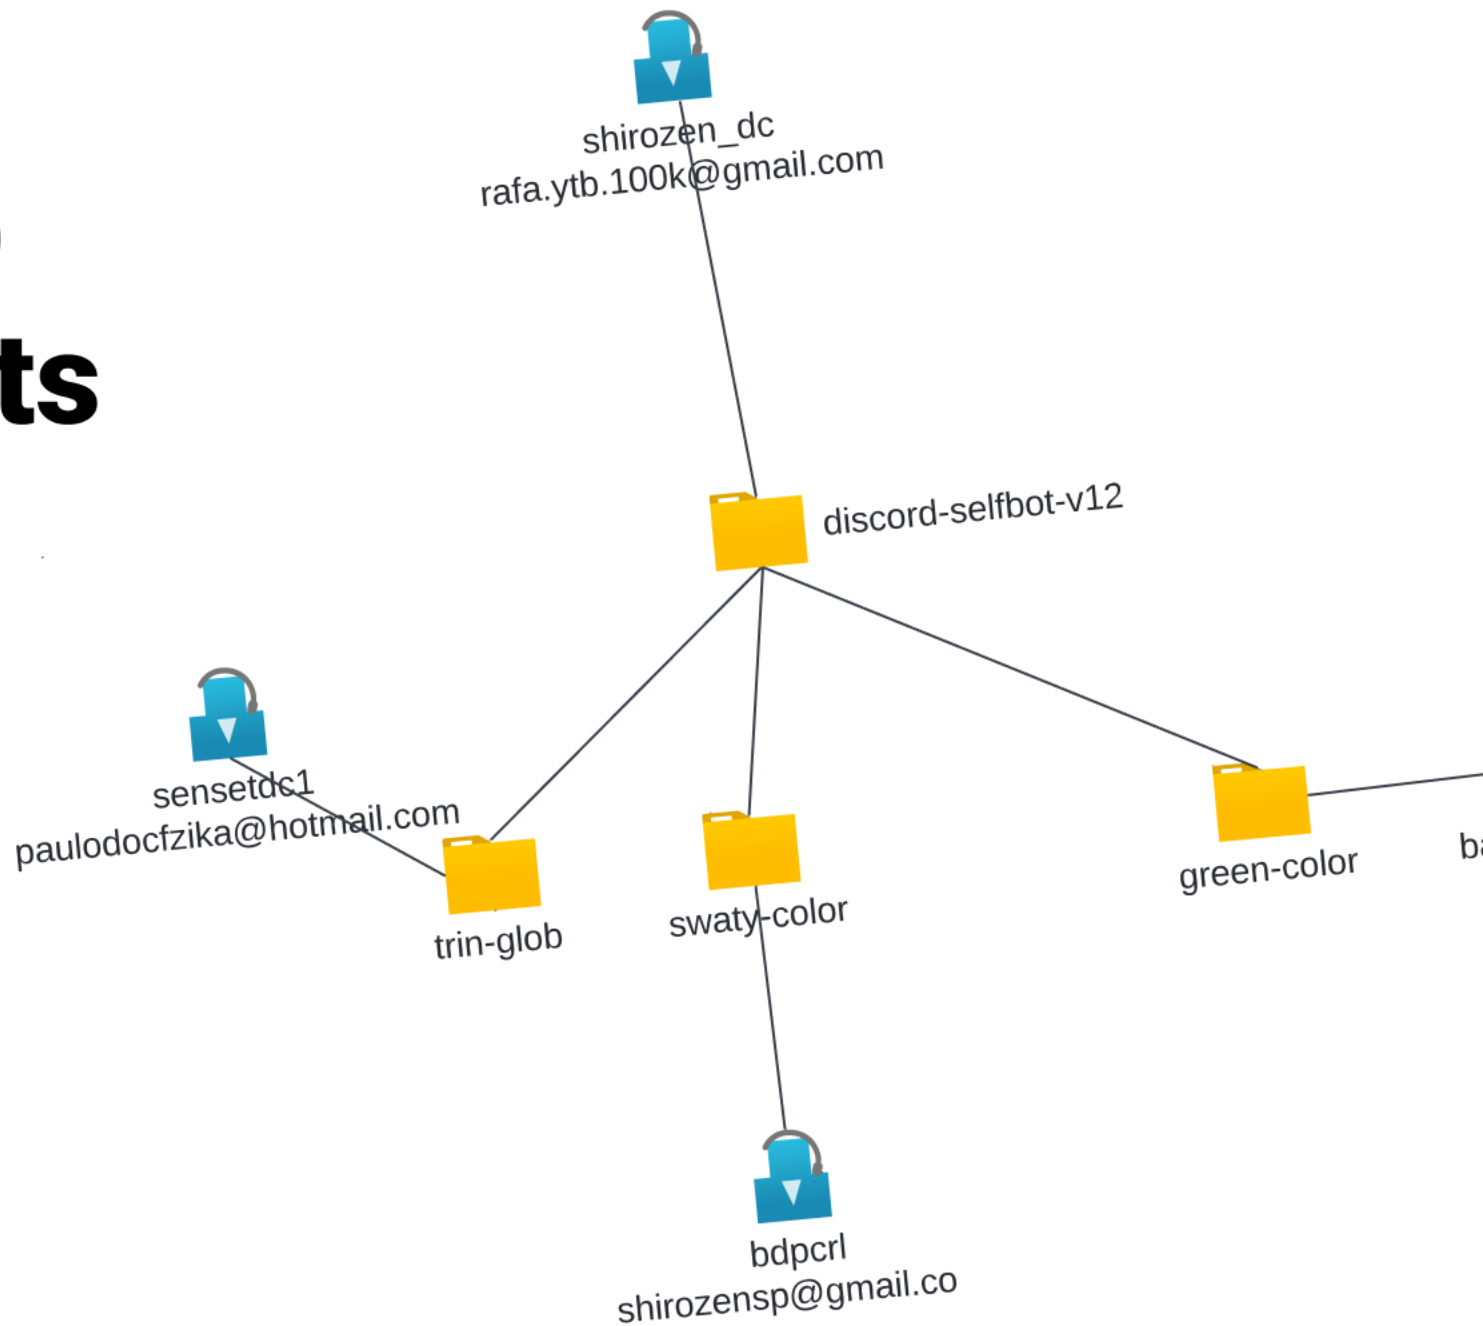 shirozen_dc
rafa.ytb.100k@gmail.com
ts
discord-selfbot-v12
sensetdc1
paulodocfzika@hotmail.com
trin-glob
swaty-color
green-color
ba
bdpcrl
shirozensp@gmail.co